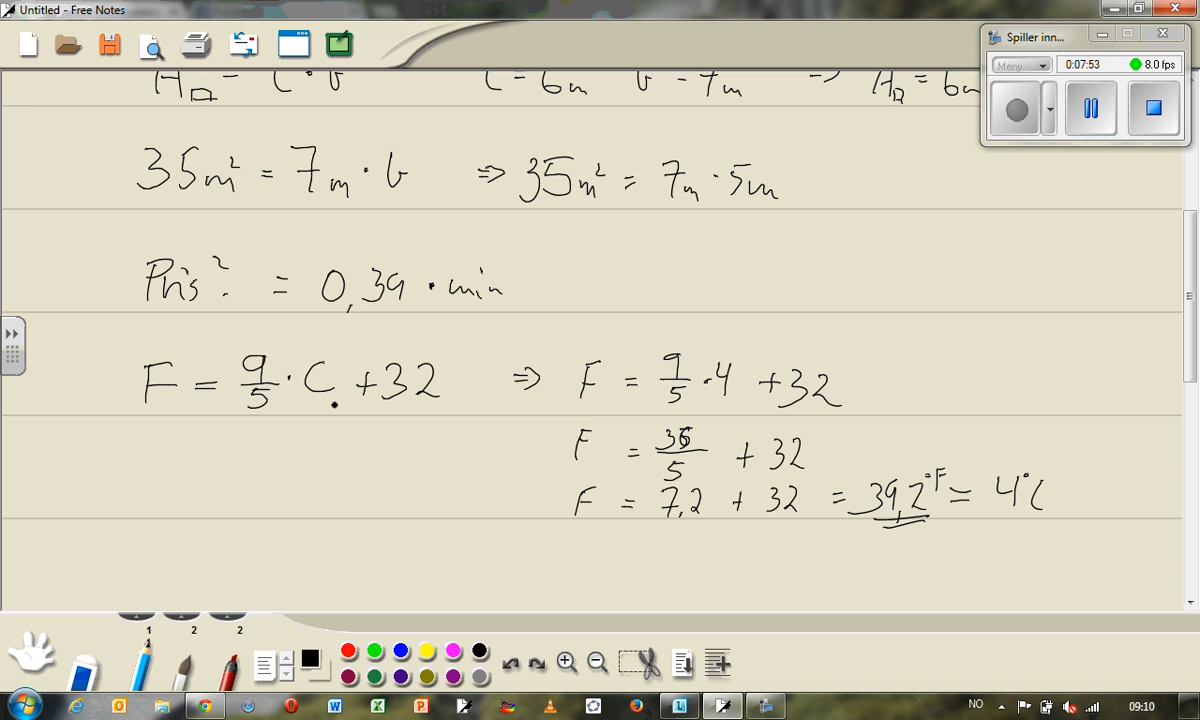 Untitled - Free Notes
Spiller inn...
Meny
0:07:53
8.0 fps
35m² = 7m · b => 35m² = 7m · 5m
Pris? = 0,39 · min
F = 9/5 · C + 32 => F = 9/5 · 4 + 32
F = 36/5 + 32
F = 7,2 + 32 = 39,2°F = 4°C
1 2 2
NO
09:10